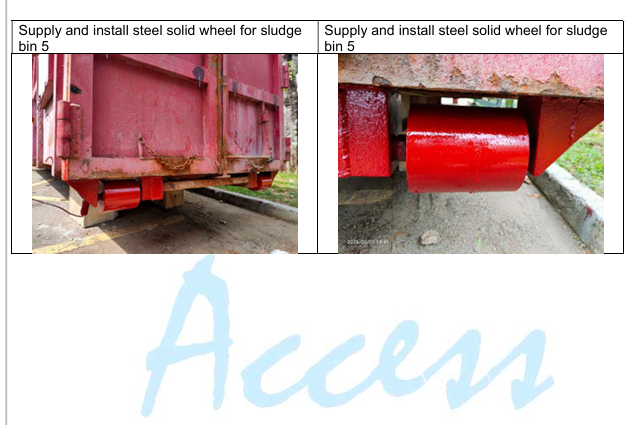 Supply and install steel solid wheel for sludge
bin 5
Supply and install steel solid wheel for sludge
bin 5
Access